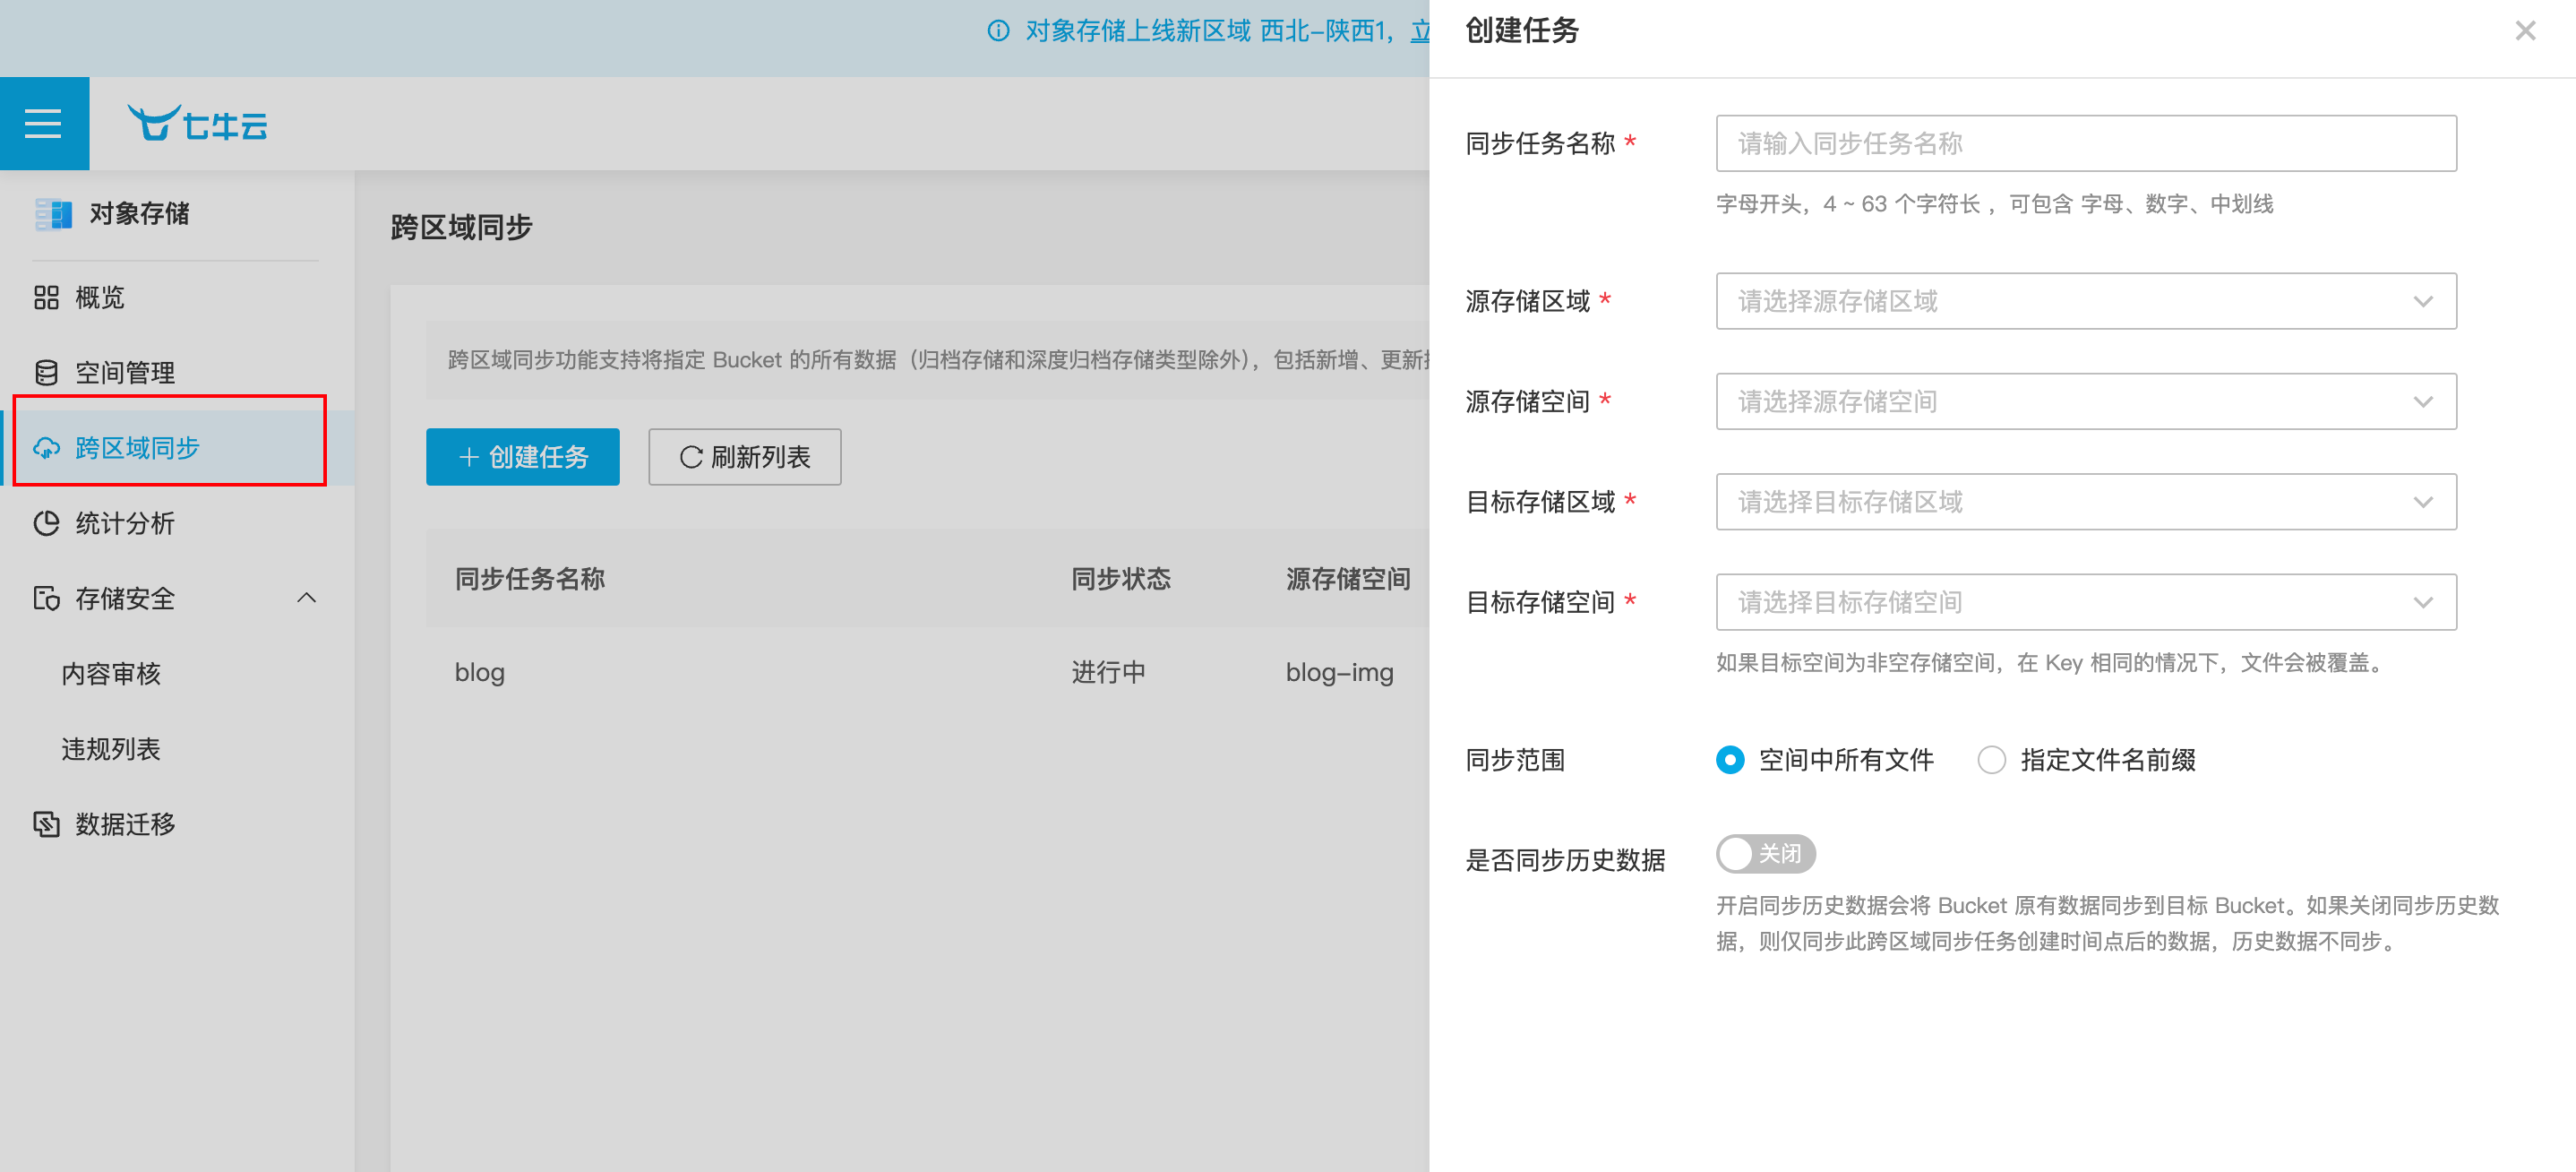 对象存储上线新区域 西北-陕西1，立
七牛云
对象存储
概览
空间管理
跨区域同步
统计分析
存储安全
内容审核
违规列表
数据迁移
跨区域同步
跨区域同步功能支持将指定 Bucket 的所有数据（归档存储和深度归档存储类型除外），包括新增、更新
+ 创建任务
刷新列表
同步任务名称 同步状态 源存储空间
blog 进行中 blog-img
创建任务
同步任务名称 *
请输入同步任务名称
字母开头，4 ~ 63 个字符长 ，可包含 字母、数字、中划线
源存储区域 *
请选择源存储区域
源存储空间 *
请选择源存储空间
目标存储区域 *
请选择目标存储区域
目标存储空间 *
请选择目标存储空间
如果目标空间为非空存储空间，在 Key 相同的情况下，文件会被覆盖。
同步范围
空间中所有文件 指定文件名前缀
是否同步历史数据
关闭
开启同步历史数据会将 Bucket 原有数据同步到目标 Bucket。如果关闭同步历史数
据，则仅同步此跨区域同步任务创建时间点后的数据，历史数据不同步。